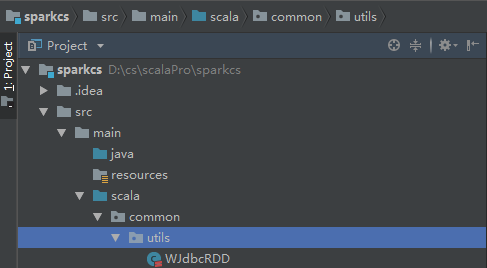 sparkcs src main scala common utils
1: Project
Project
sparkcs D:\cs\scalaPro\sparkcs
.idea
src
main
java
resources
scala
common
utils
WJdbcRDD